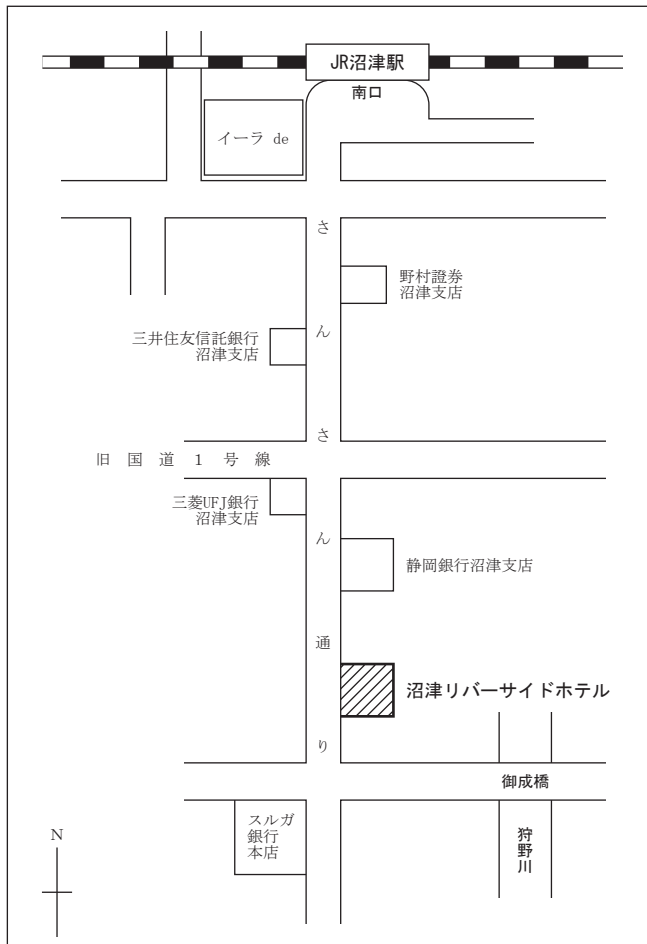 JR沼津駅
南口
イーラ de
さんさん通り
野村證券
沼津支店
三井住友信託銀行
沼津支店
旧国道1号線
三菱UFJ銀行
沼津支店
静岡銀行沼津支店
沼津リバーサイドホテル
御成橋
スルガ
銀行
本店
狩野川
N